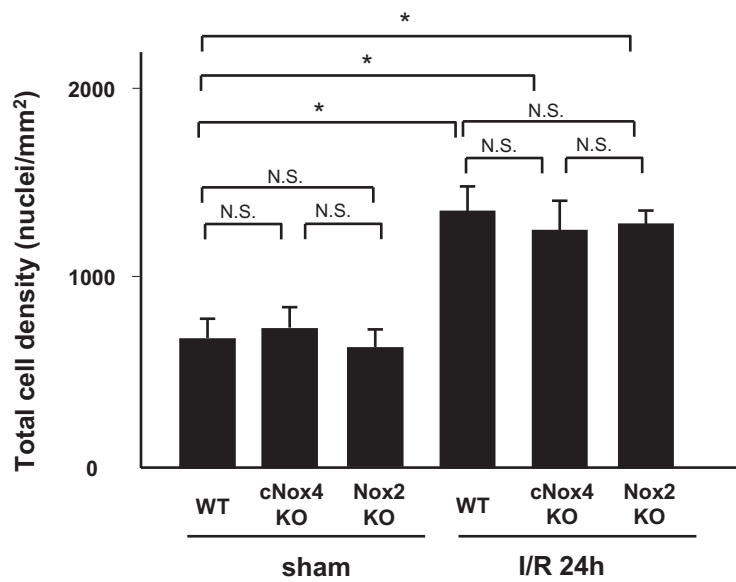 *
*
*
N.S.
N.S.
N.S.
N.S.
N.S.
N.S.
Total cell density (nuclei/mm²)
2000
1000
0
WT
cNox4
KO
Nox2
KO
WT
cNox4
KO
Nox2
KO
sham
I/R 24h